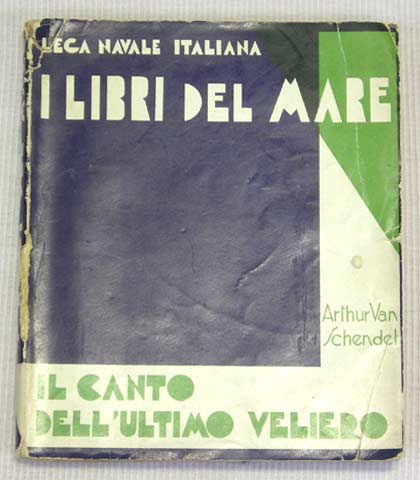 LEGA NAVALE ITALIANA
I LIBRI DEL MARE
Arthur Van
Schendel
IL CANTO
DELL'ULTIMO VELIERO